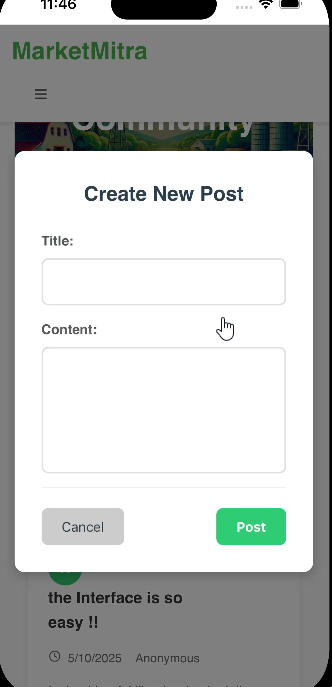 11:46
MarketMitra
Community
Create New Post
Title:
Content:
Cancel
Post
the Interface is so
easy !!
5/10/2025 Anonymous